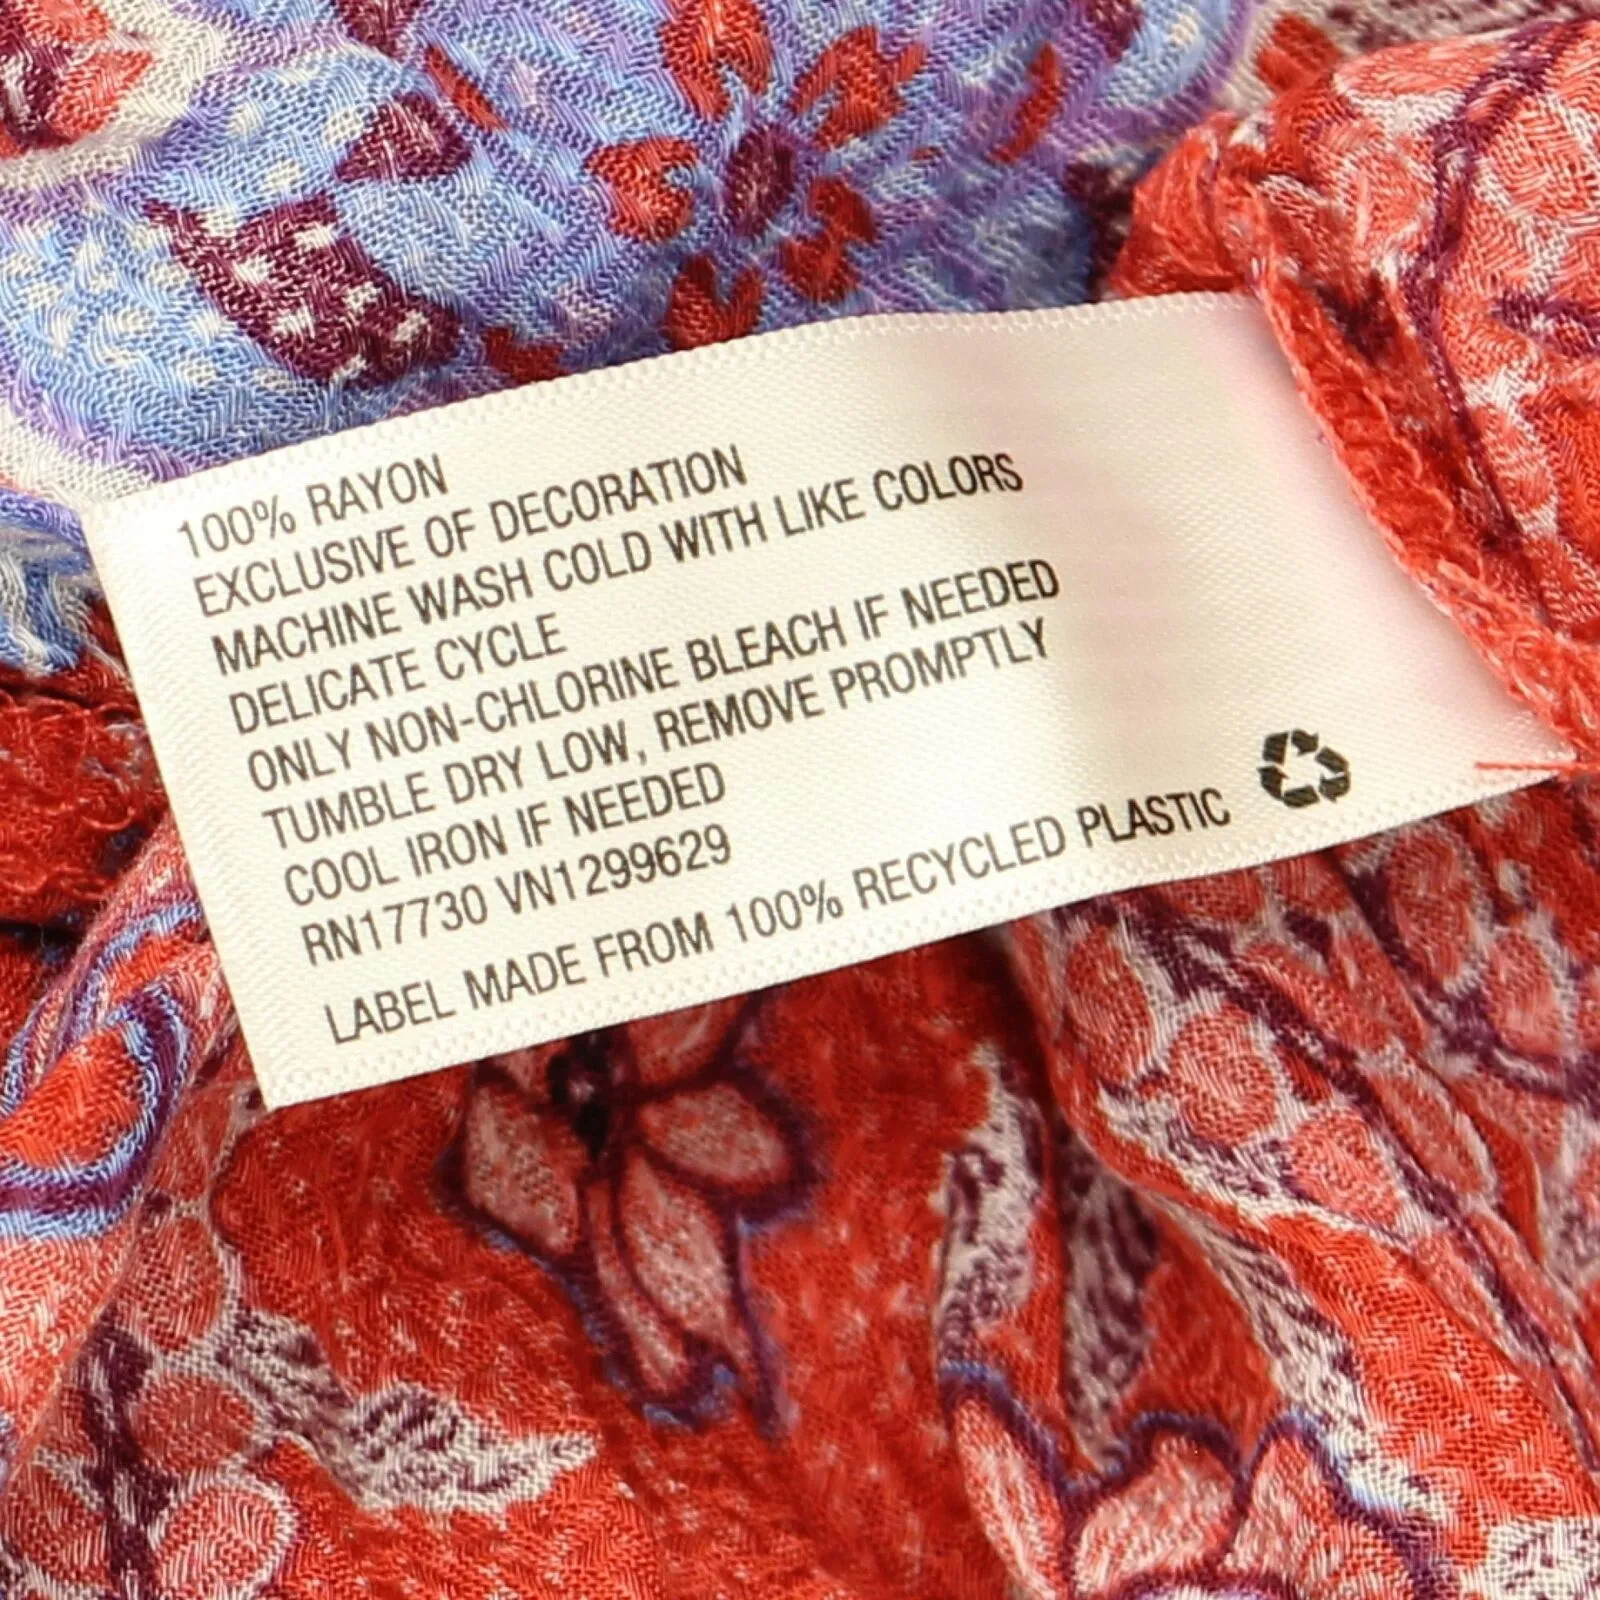 100% RAYON
EXCLUSIVE OF DECORATION
MACHINE WASH COLD WITH LIKE COLORS
DELICATE CYCLE
ONLY NON-CHLORINE BLEACH IF NEEDED
TUMBLE DRY LOW, REMOVE PROMPTLY
COOL IRON IF NEEDED
RN17730 VN1299629
LABEL MADE FROM 100% RECYCLED PLASTIC